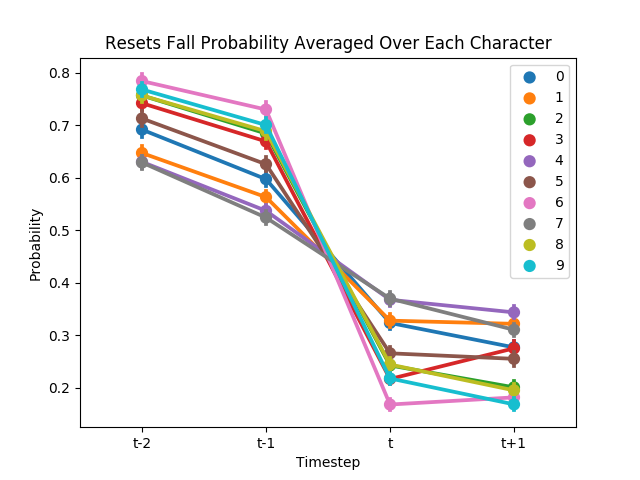 Resets Fall Probability Averaged Over Each Character
Probability
0.8
0.7
0.6
0.5
0.4
0.3
0.2
t-2
t-1
t
t+1
Timestep
0
1
2
3
4
5
6
7
8
9